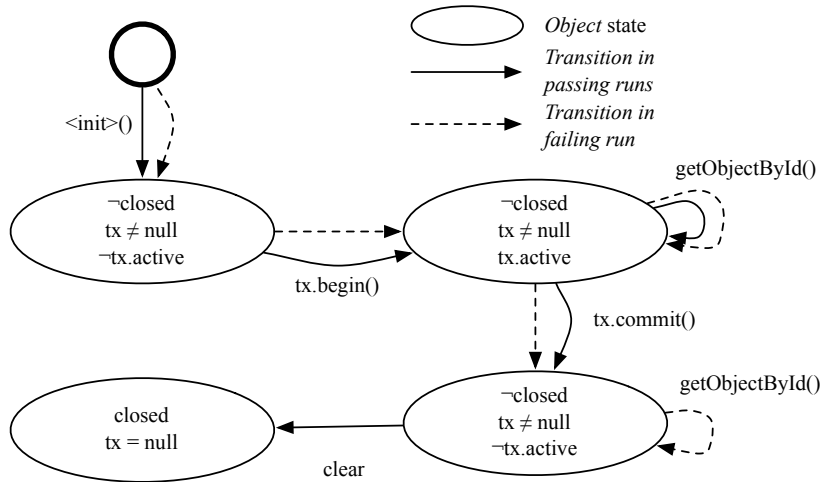 Object state
Transition in
passing runs
<init>()
Transition in
failing run
getObjectById()
¬closed
tx ≠ null
¬tx.active
¬closed
tx ≠ null
tx.active
tx.begin()
tx.commit()
closed
tx = null
¬closed
tx ≠ null
¬tx.active
getObjectById()
clear